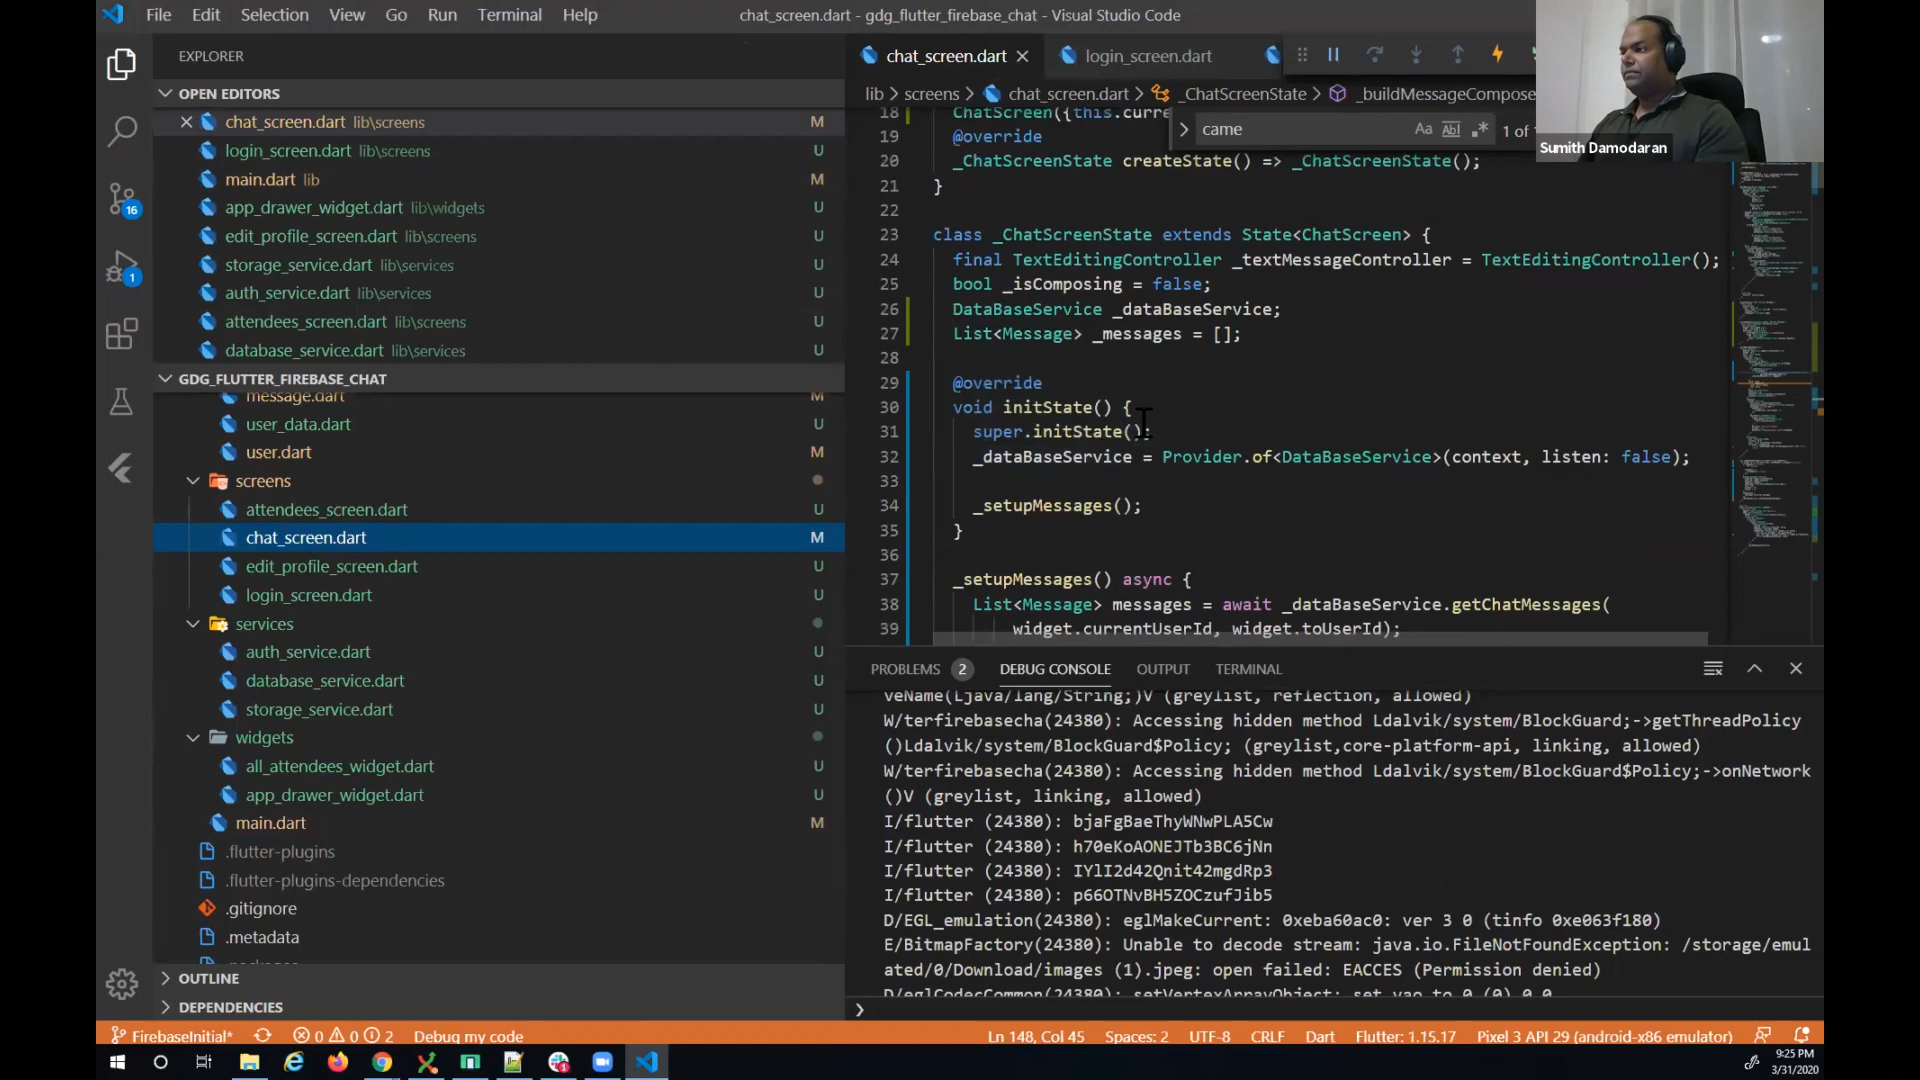 File Edit Selection View Go Run Terminal Help
chat_screen.dart - gdg_flutter_firebase_chat - Visual Studio Code
EXPLORER
OPEN EDITORS
chat_screen.dart lib\screens M
login_screen.dart lib\screens U
main.dart lib M
app_drawer_widget.dart lib\widgets U
edit_profile_screen.dart lib\screens U
storage_service.dart lib\services U
auth_service.dart lib\services U
attendees_screen.dart lib\screens U
database_service.dart lib\services U
GDG_FLUTTER_FIREBASE_CHAT
message.dart M
user_data.dart U
user.dart M
screens
attendees_screen.dart U
chat_screen.dart M
edit_profile_screen.dart U
login_screen.dart U
services
auth_service.dart U
database_service.dart U
storage_service.dart U
widgets
all_attendees_widget.dart U
app_drawer_widget.dart U
main.dart M
.flutter-plugins
.flutter-plugins-dependencies
.gitignore
.metadata
OUTLINE
DEPENDENCIES
16
1
chat_screen.dart login_screen.dart
lib screens chat_screen.dart _ChatScreenState _buildMessageCompose
came Aa Abl 1 of
Sumith Damodaran
18 ChatScreen({this.curre
19 @override
20 _ChatScreenState createState() => _ChatScreenState();
21 }
22
23 class _ChatScreenState extends State<ChatScreen> {
24 final TextEditingController _textMessageController = TextEditingController();
25 bool _isComposing = false;
26 DataBaseService _dataBaseService;
27 List<Message> _messages = [];
28
29 @override
30 void initState() {
31 super.initState();
32 _dataBaseService = Provider.of<DataBaseService>(context, listen: false);
33
34 _setupMessages();
35 }
36
37 _setupMessages() async {
38 List<Message> messages = await _dataBaseService.getChatMessages(
39 widget.currentUserId, widget.toUserId);
PROBLEMS 2 DEBUG CONSOLE OUTPUT TERMINAL
veName(Ljava/lang/String;)V (greylist, reflection, allowed)
W/terfirebasecha(24380): Accessing hidden method Ldalvik/system/BlockGuard;->getThreadPolicy
()Ldalvik/system/BlockGuard$Policy; (greylist,core-platform-api, linking, allowed)
W/terfirebasecha(24380): Accessing hidden method Ldalvik/system/BlockGuard$Policy;->onNetwork
()V (greylist, linking, allowed)
I/flutter (24380): bjaFgBaeThyWNwPLA5Cw
I/flutter (24380): h70eKoAONEJTb3BC6jNn
I/flutter (24380): IYlI2d42Qnit42mgdRp3
I/flutter (24380): p66OTNvBH5ZOCzufJib5
D/EGL_emulation(24380): eglMakeCurrent: 0xeba60ac0: ver 3 0 (tinfo 0xe063f180)
E/BitmapFactory(24380): Unable to decode stream: java.io.FileNotFoundException: /storage/emul
ated/0/Download/images (1).jpeg: open failed: EACCES (Permission denied)
D/eglCodecCommon(24380): setVertexArrayObject: set vao to 0 (0) 0 0
FirebaseInitial* 0 0 2 Debug my code
Ln 148, Col 45 Spaces: 2 UTF-8 CRLF Dart Flutter: 1.15.17 Pixel 3 API 29 (android-x86 emulator)
9:25 PM
3/31/2020